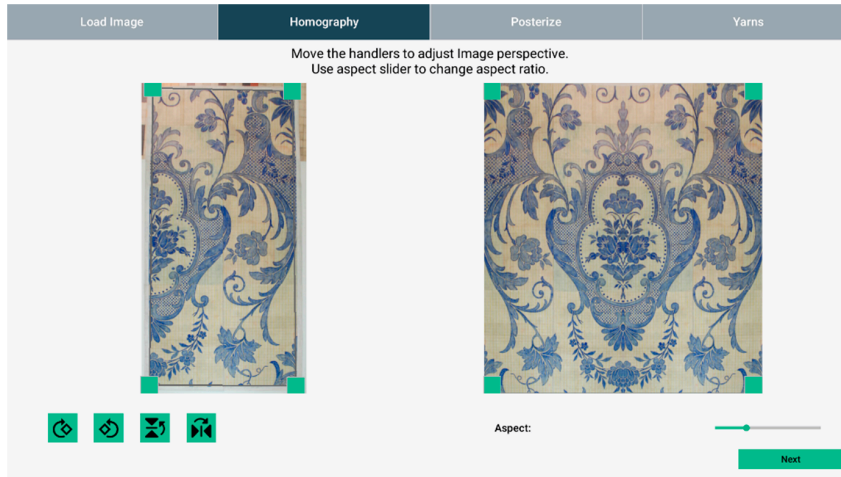 Load Image
Homography
Posterize
Yarns
Move the handlers to adjust Image perspective.
Use aspect slider to change aspect ratio.
Aspect:
Next